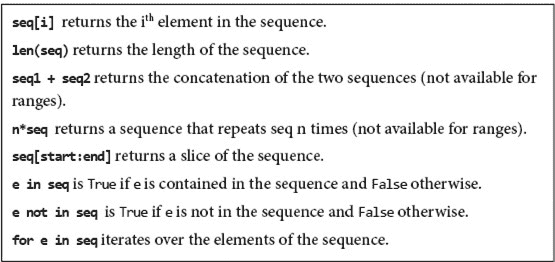 seq[i] returns the ith element in the sequence.
len(seq) returns the length of the sequence.
seq1 + seq2 returns the concatenation of the two sequences (not available for
ranges).
n*seq returns a sequence that repeats seq n times (not available for ranges).
seq[start:end] returns a slice of the sequence.
e in seq is True if e is contained in the sequence and False otherwise.
e not in seq is True if e is not in the sequence and False otherwise.
for e in seq iterates over the elements of the sequence.